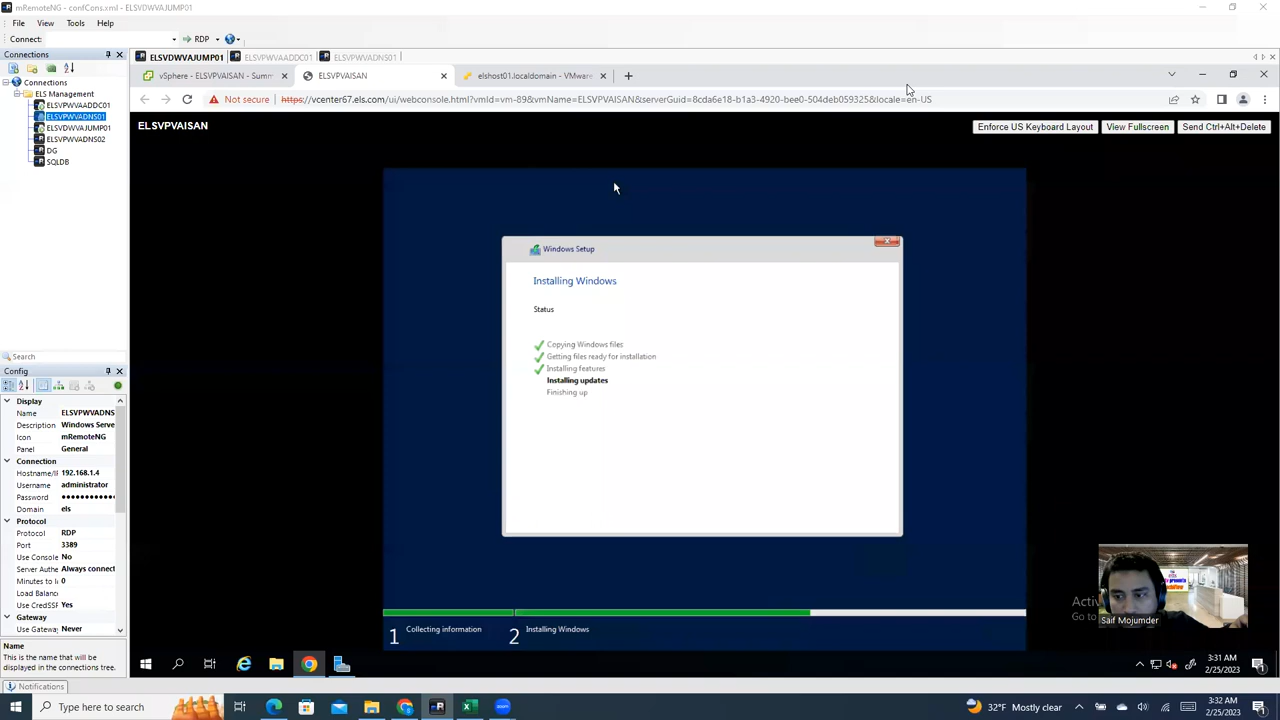 mRemoteNG - confCons.xml - ELSVDWVAJUMP01
File View Tools Help
Connect: RDP
Connections
ELSVDWVAJUMP01 ELSVPWVAADDC01 ELSVPWVADNS01
vSphere - ELSVPVAISAN - Summ
ELSVPVAISAN
elshost01.localdomain - VMware
Not secure https://vcenter67.els.com/ui/webconsole.html?vmId=vm-89&vmName=ELSVPVAISAN&serverGuid=8cda6e18-a1a3-4920-bee0-504deb059325&locale=en-US
Connections
ELS Management
ELSVPWVAADDC01
ELSVPWVADNS01
ELSVDWVAJUMP01
ELSVPWVADNS02
DG
SQLDB
ELSVPVAISAN
Enforce US Keyboard Layout View Fullscreen Send Ctrl+Alt+Delete
Windows Setup
Installing Windows
Status
Copying Windows files
Getting files ready for installation
Installing features
Installing updates
Finishing up
1 Collecting information 2 Installing Windows
Search
Config
Display
Name ELSVPWVADNS
Description Windows Serve
Icon mRemoteNG
Panel General
Connection
Hostname/I 192.168.1.4
Username administrator
Password ••••••••••••
Domain els
Protocol
Protocol RDP
Port 3389
Use Console No
Server Authe Always connect
Minutes to I 0
Load Balanc
Use CredSSP Yes
Gateway
Use Gateway Never
Name
This is the name that will be
displayed in the connections tree.
Notifications
Activ
Go to
Saif Mojumder
3:31 AM
2/25/2023
Type here to search
32°F Mostly clear
3:32 AM
2/25/2023